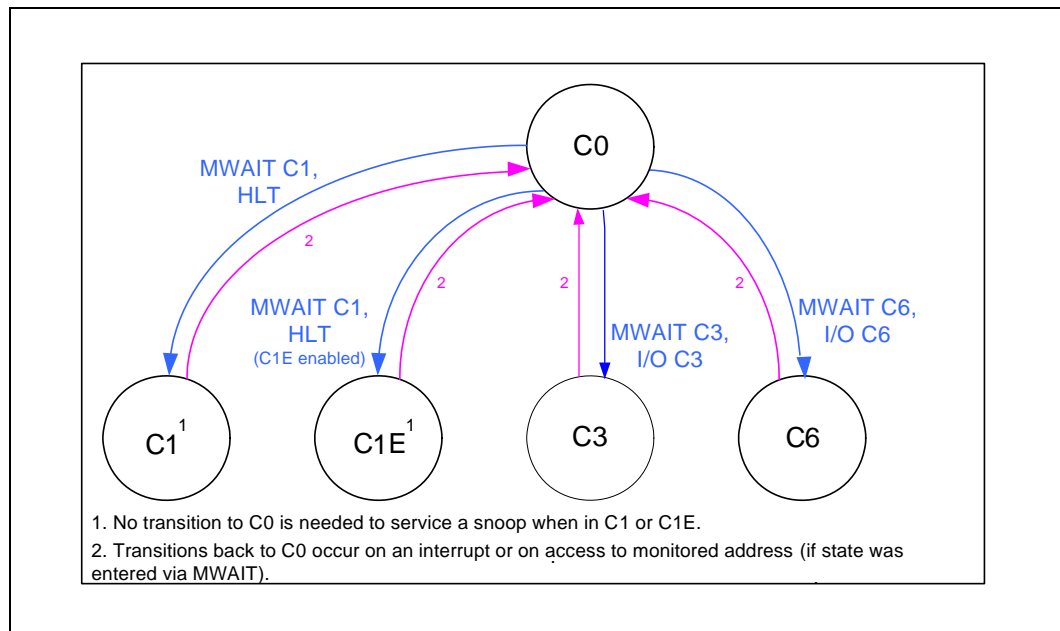 C0
MWAIT C1,
HLT
2
MWAIT C1,
HLT
(C1E enabled)
2
2
MWAIT C3,
I/O C3
2
MWAIT C6,
I/O C6
C1 1
C1E 1
C3
C6
1. No transition to C0 is needed to service a snoop when in C1 or C1E.
2. Transitions back to C0 occur on an interrupt or on access to monitored address (if state was
entered via MWAIT).